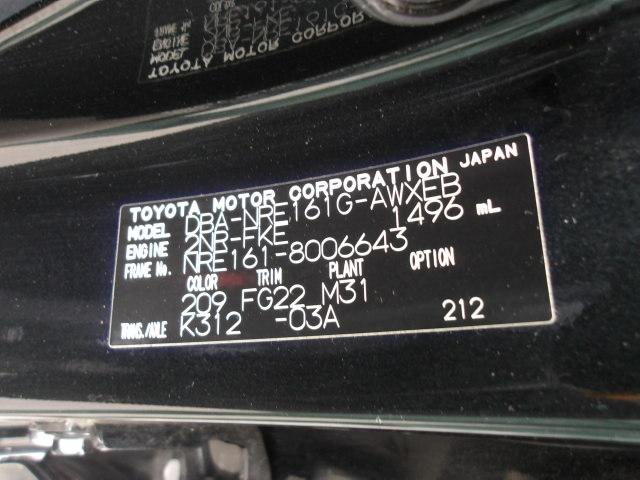 TOYOTA MOTOR CORPORATION JAPAN
MODEL DBA-NRE161G-AWXEB
ENGINE 2NR-FKE 1496 mL
FRAME No. NRE161-8006643
COLOR TRIM PLANT OPTION
209 FG22 M31
TRANS./AXLE K312 -03A 212